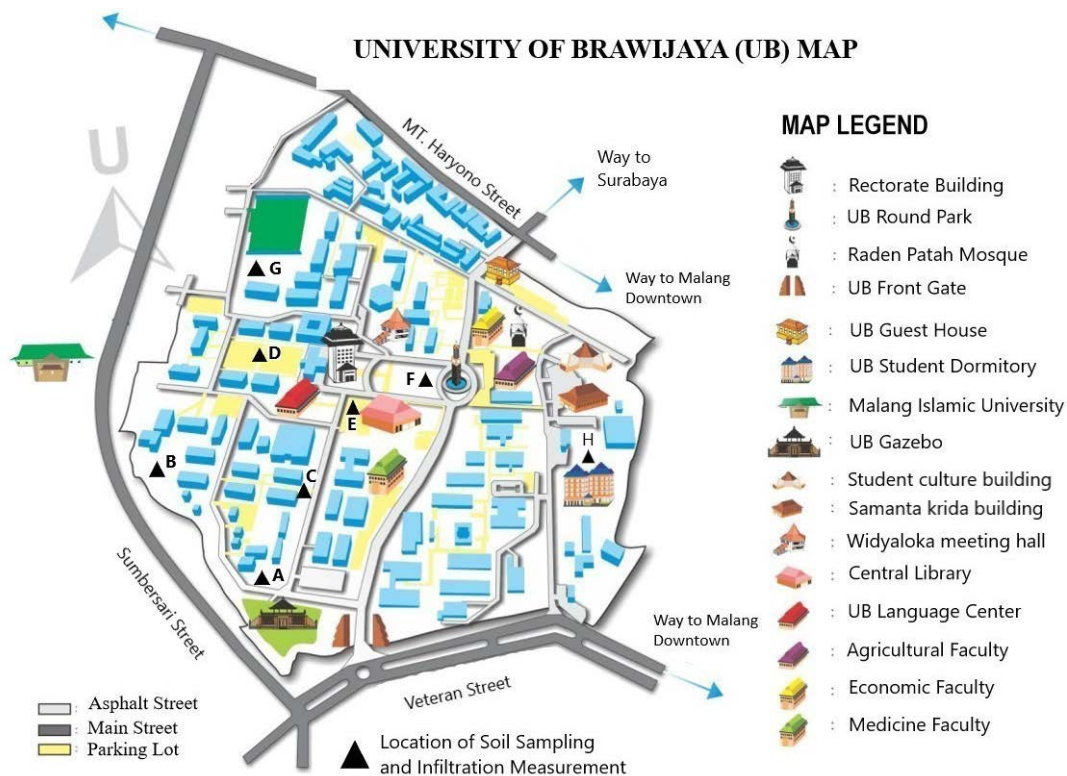 UNIVERSITY OF BRAWIJAYA (UB) MAP
U
MT. Haryono Street
Way to
Surabaya
Way to Malang
Downtown
G
D
F
E
B
C
H
A
Sumbersari Street
Way to Malang
Downtown
Veteran Street
MAP LEGEND
: Rectorate Building
: UB Round Park
: Raden Patah Mosque
: UB Front Gate
: UB Guest House
: UB Student Dormitory
: Malang Islamic University
: UB Gazebo
: Student culture building
: Samanta krida building
: Widyaloka meeting hall
: Central Library
: UB Language Center
: Agricultural Faculty
: Economic Faculty
: Medicine Faculty
: Asphalt Street
: Main Street
: Parking Lot
Location of Soil Sampling
and Infiltration Measurement